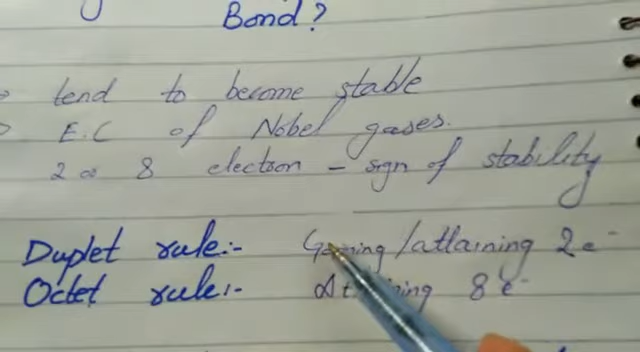 Bond?
tend to become stable
E.C of Nobel gases.
2 or 8 electron – sign of stability
Duplet rule:- Gaining/attaining 2e⁻
Octet rule:- Attaining 8e⁻